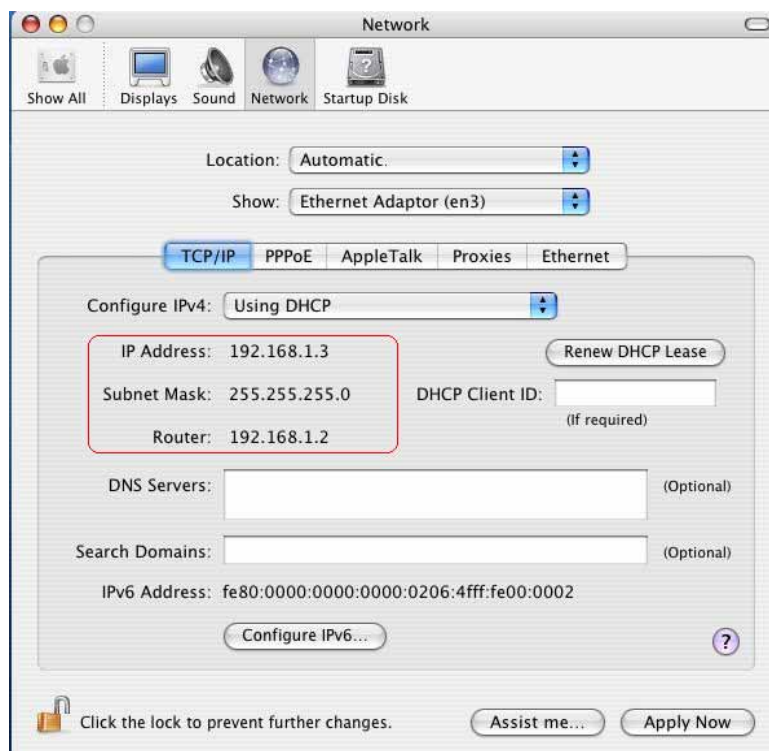 Network
Show All Displays Sound Network Startup Disk
Location: Automatic.
Show: Ethernet Adaptor (en3)
TCP/IP PPPoE AppleTalk Proxies Ethernet
Configure IPv4: Using DHCP
IP Address: 192.168.1.3 Renew DHCP Lease
Subnet Mask: 255.255.255.0 DHCP Client ID:
(If required)
Router: 192.168.1.2
DNS Servers: (Optional)
Search Domains: (Optional)
IPv6 Address: fe80:0000:0000:0000:0206:4fff:fe00:0002
Configure IPv6... ?
Click the lock to prevent further changes. Assist me... Apply Now